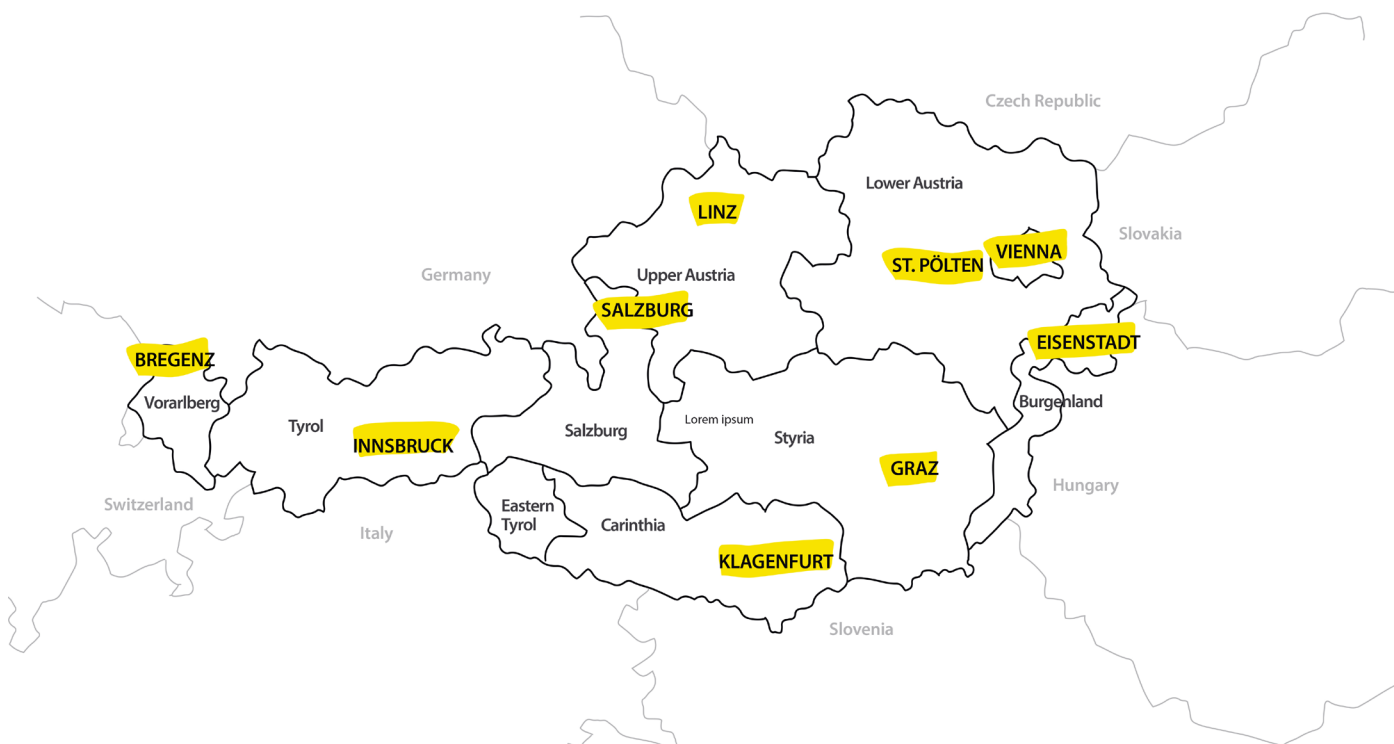 Czech Republic
Lower Austria
LINZ
Slovakia
VIENNA
ST. PÖLTEN
Germany
Upper Austria
SALZBURG
EISENSTADT
BREGENZ
Vorarlberg
Burgenland
Lorem ipsum
Tyrol
Salzburg
Styria
INNSBRUCK
GRAZ
Hungary
Switzerland
Eastern
Tyrol
Carinthia
Italy
KLAGENFURT
Slovenia